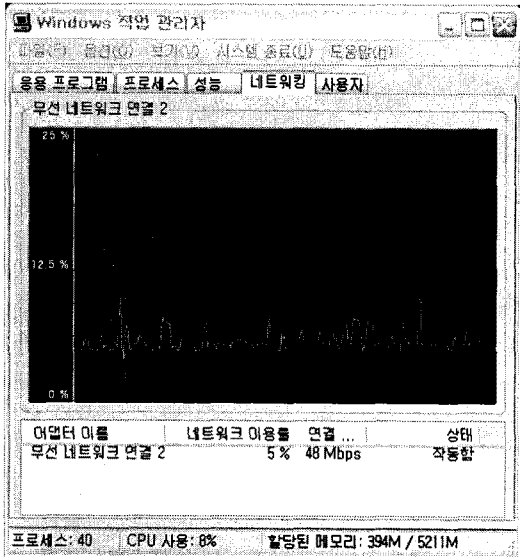 Windows 작업 관리자
파일(F) 옵션(O) 보기(V) 시스템 종료(U) 도움말(H)
응용 프로그램 프로세스 성능 네트워킹 사용자
무선 네트워크 연결 2
25 %
12.5 %
0 %
어댑터 이름 네트워크 이용률 연결 ... 상태
무선 네트워크 연결 2 5 % 48 Mbps 작동함
프로세스: 40 CPU 사용: 8% 할당된 메모리: 394M / 5211M